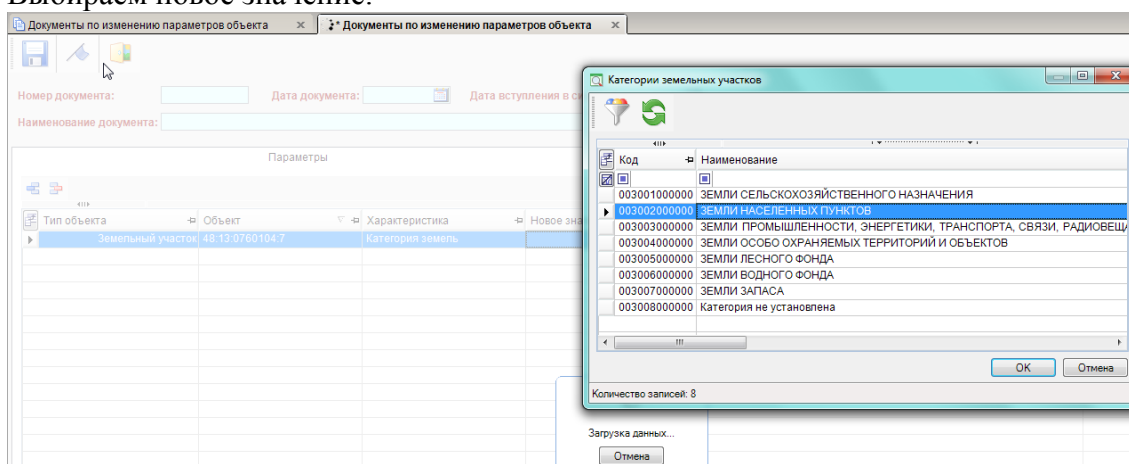 Выбираем новое значение:
Документы по изменению параметров объекта x * Документы по изменению параметров объекта x
Номер документа: Дата документа: Дата вступления в с
Наименование документа:
Параметры
Тип объекта Объект Характеристика Новое зна
Земельный участок 48:13:0760104:7 Категория земель
Категории земельных участков
Код Наименование
003001000000 ЗЕМЛИ СЕЛЬСКОХОЗЯЙСТВЕННОГО НАЗНАЧЕНИЯ
003002000000 ЗЕМЛИ НАСЕЛЕННЫХ ПУНКТОВ
003003000000 ЗЕМЛИ ПРОМЫШЛЕННОСТИ, ЭНЕРГЕТИКИ, ТРАНСПОРТА, СВЯЗИ, РАДИОВЕЩ
003004000000 ЗЕМЛИ ОСОБО ОХРАНЯЕМЫХ ТЕРРИТОРИЙ И ОБЪЕКТОВ
003005000000 ЗЕМЛИ ЛЕСНОГО ФОНДА
003006000000 ЗЕМЛИ ВОДНОГО ФОНДА
003007000000 ЗЕМЛИ ЗАПАСА
003008000000 Категория не установлена
OK Отмена
Количество записей: 8
Загрузка данных...
Отмена